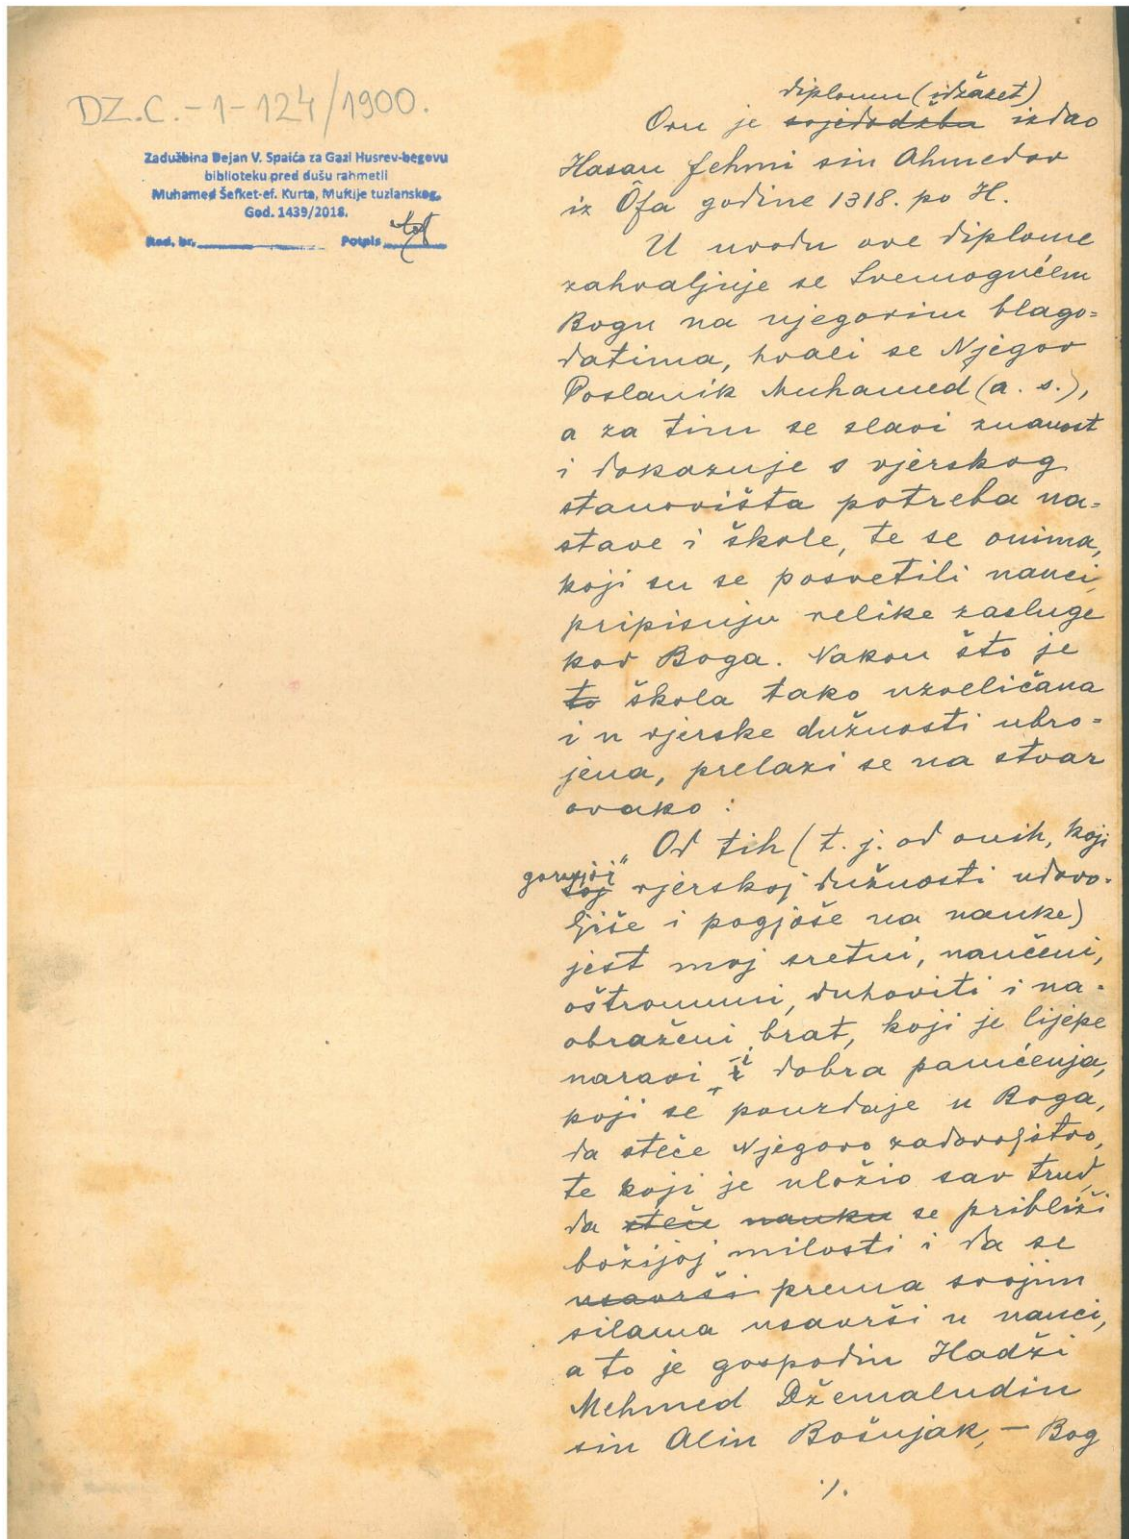 DZ.C.-1-124/1900.
Zadužbina Dejan V. Spaića za Gazi Husrev-begovu
biblioteku pred dušu rahmetli
Muhamed Šefket-ef. Kurta, Muftije tuzlanskog,
God. 1439/2018.
Red. br. Potpis
diplomu (idžazet)
Ovu je svjedodžbu izdao
Hasan fehmi sin Ahmedov
iz Ôfa godine 1318. po H.
U uvodu ove diplome
zahvaljuje se Svemogućem
Bogu na njegovim blago=
datima, hvali se Njegov
Poslanik Muhamed (a. s.),
a za tim se slavi znanost
i dokazuje s vjerskog
stanovišta potreba na=
stave i škole, te se onima,
koji su se posvetili nauci,
pripisuju velike zasluge
kod Boga. Nakon što je
to škola tako uzveličana
i u vjerske dužnosti ubro=
jena, prelazi se na stvar
ovako:
Od tih (t. j. od onih, koji
gornjoj"
toj vjerskoj dužnosti udovo=
ljiše i pogjoše na nauke)
jest moj sretni, naučeni,
oštroumni, duhoviti i na=
obraženi brat, koji je lijepe
naravi i dobra pamćenja,
koji se pouzdaje u Boga,
da steče Njegovo zadovoljstvo,
te koji je uložio sav trud,
da steče nauku se približi
božijoj milosti i da se
usavrši prema svojim
silama usavrši u nauci,
a to je gospodin Hadži
Mehmed Džemaludin
sin Alin Bošnjak, – Bog
./.